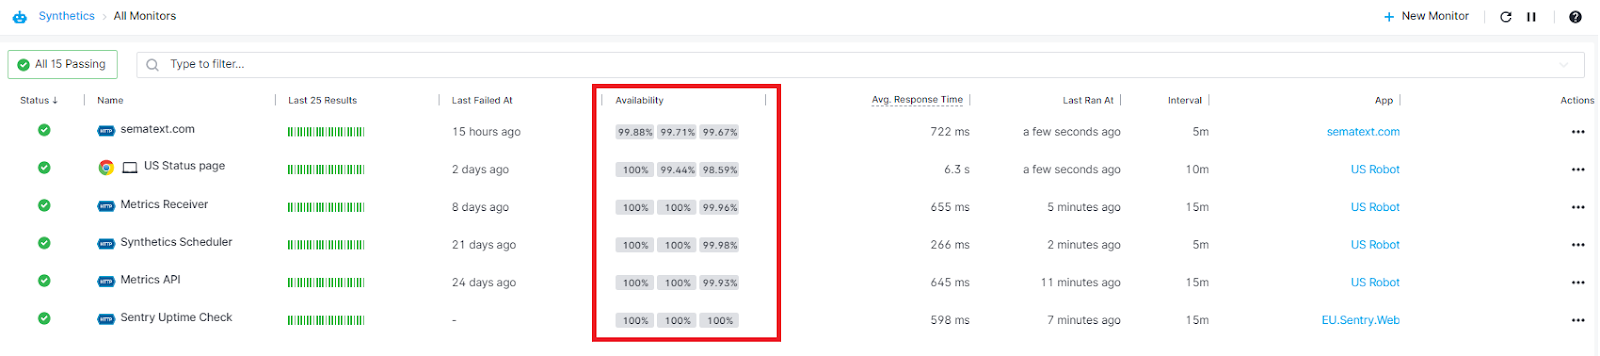 Synthetics > All Monitors + New Monitor
All 15 Passing Type to filter...
Status ↓ Name Last 25 Results Last Failed At Availability Avg. Response Time Last Ran At Interval App Actions
HTTP sematext.com 15 hours ago 99.88% 99.71% 99.67% 722 ms a few seconds ago 5m sematext.com
US Status page 2 days ago 100% 99.44% 98.59% 6.3 s a few seconds ago 10m US Robot
HTTP Metrics Receiver 8 days ago 100% 100% 99.96% 655 ms 5 minutes ago 15m US Robot
HTTP Synthetics Scheduler 21 days ago 100% 100% 99.98% 266 ms 2 minutes ago 5m US Robot
HTTP Metrics API 24 days ago 100% 100% 99.93% 645 ms 11 minutes ago 15m US Robot
HTTP Sentry Uptime Check - 100% 100% 100% 598 ms 7 minutes ago 15m EU.Sentry.Web